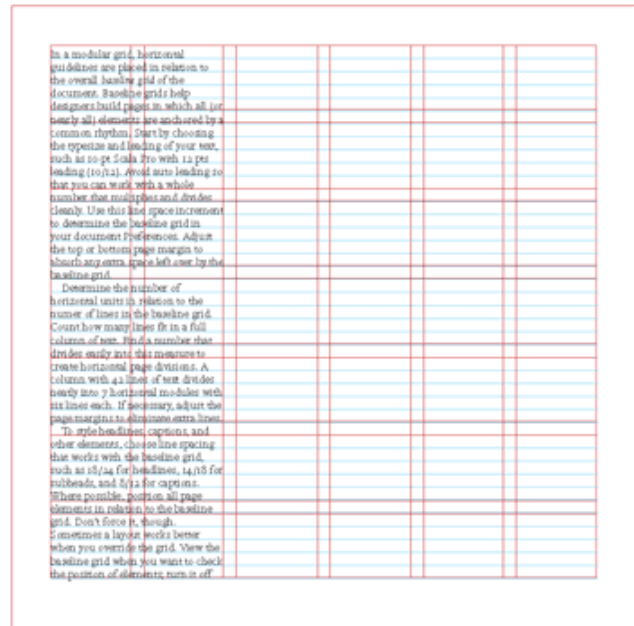 In a modular grid, horizontal
guidelines are placed in relation to
the overall baseline grid of the
document. Baseline grids help
designers build pages in which all (or
nearly all) elements are anchored by a
common rhythm. Start by choosing
the typesize and leading of your text,
such as 10-pt Scala Pro with 12 pts
leading (10/12). Avoid auto leading so
that you can work with a whole
number that multiplies and divides
cleanly. Use this line space increment
to determine the baseline grid in
your document Preferences. Adjust
the top or bottom page margin to
absorb any extra space left over by the
baseline grid.
Determine the number of
horizontal units in relation to the
numer of lines in the baseline grid.
Count how many lines fit in a full
column of text. Find a number that
divides easily into this measure to
create horizontal page divisions. A
column with 42 lines of text divides
neatly into 7 horizontal modules with
six lines each. If necessary, adjust the
page margins to eliminate extra lines.
To style headlines, captions, and
other elements, choose line spacing
that works with the baseline grid,
such as 18/24 for headlines, 14/18 for
subheads, and 8/12 for captions.
Where possible, position all page
elements in relation to the baseline
grid. Don't force it, though.
Sometimes a layout works better
when you override the grid. View the
baseline grid when you want to check
the position of elements; turn it off